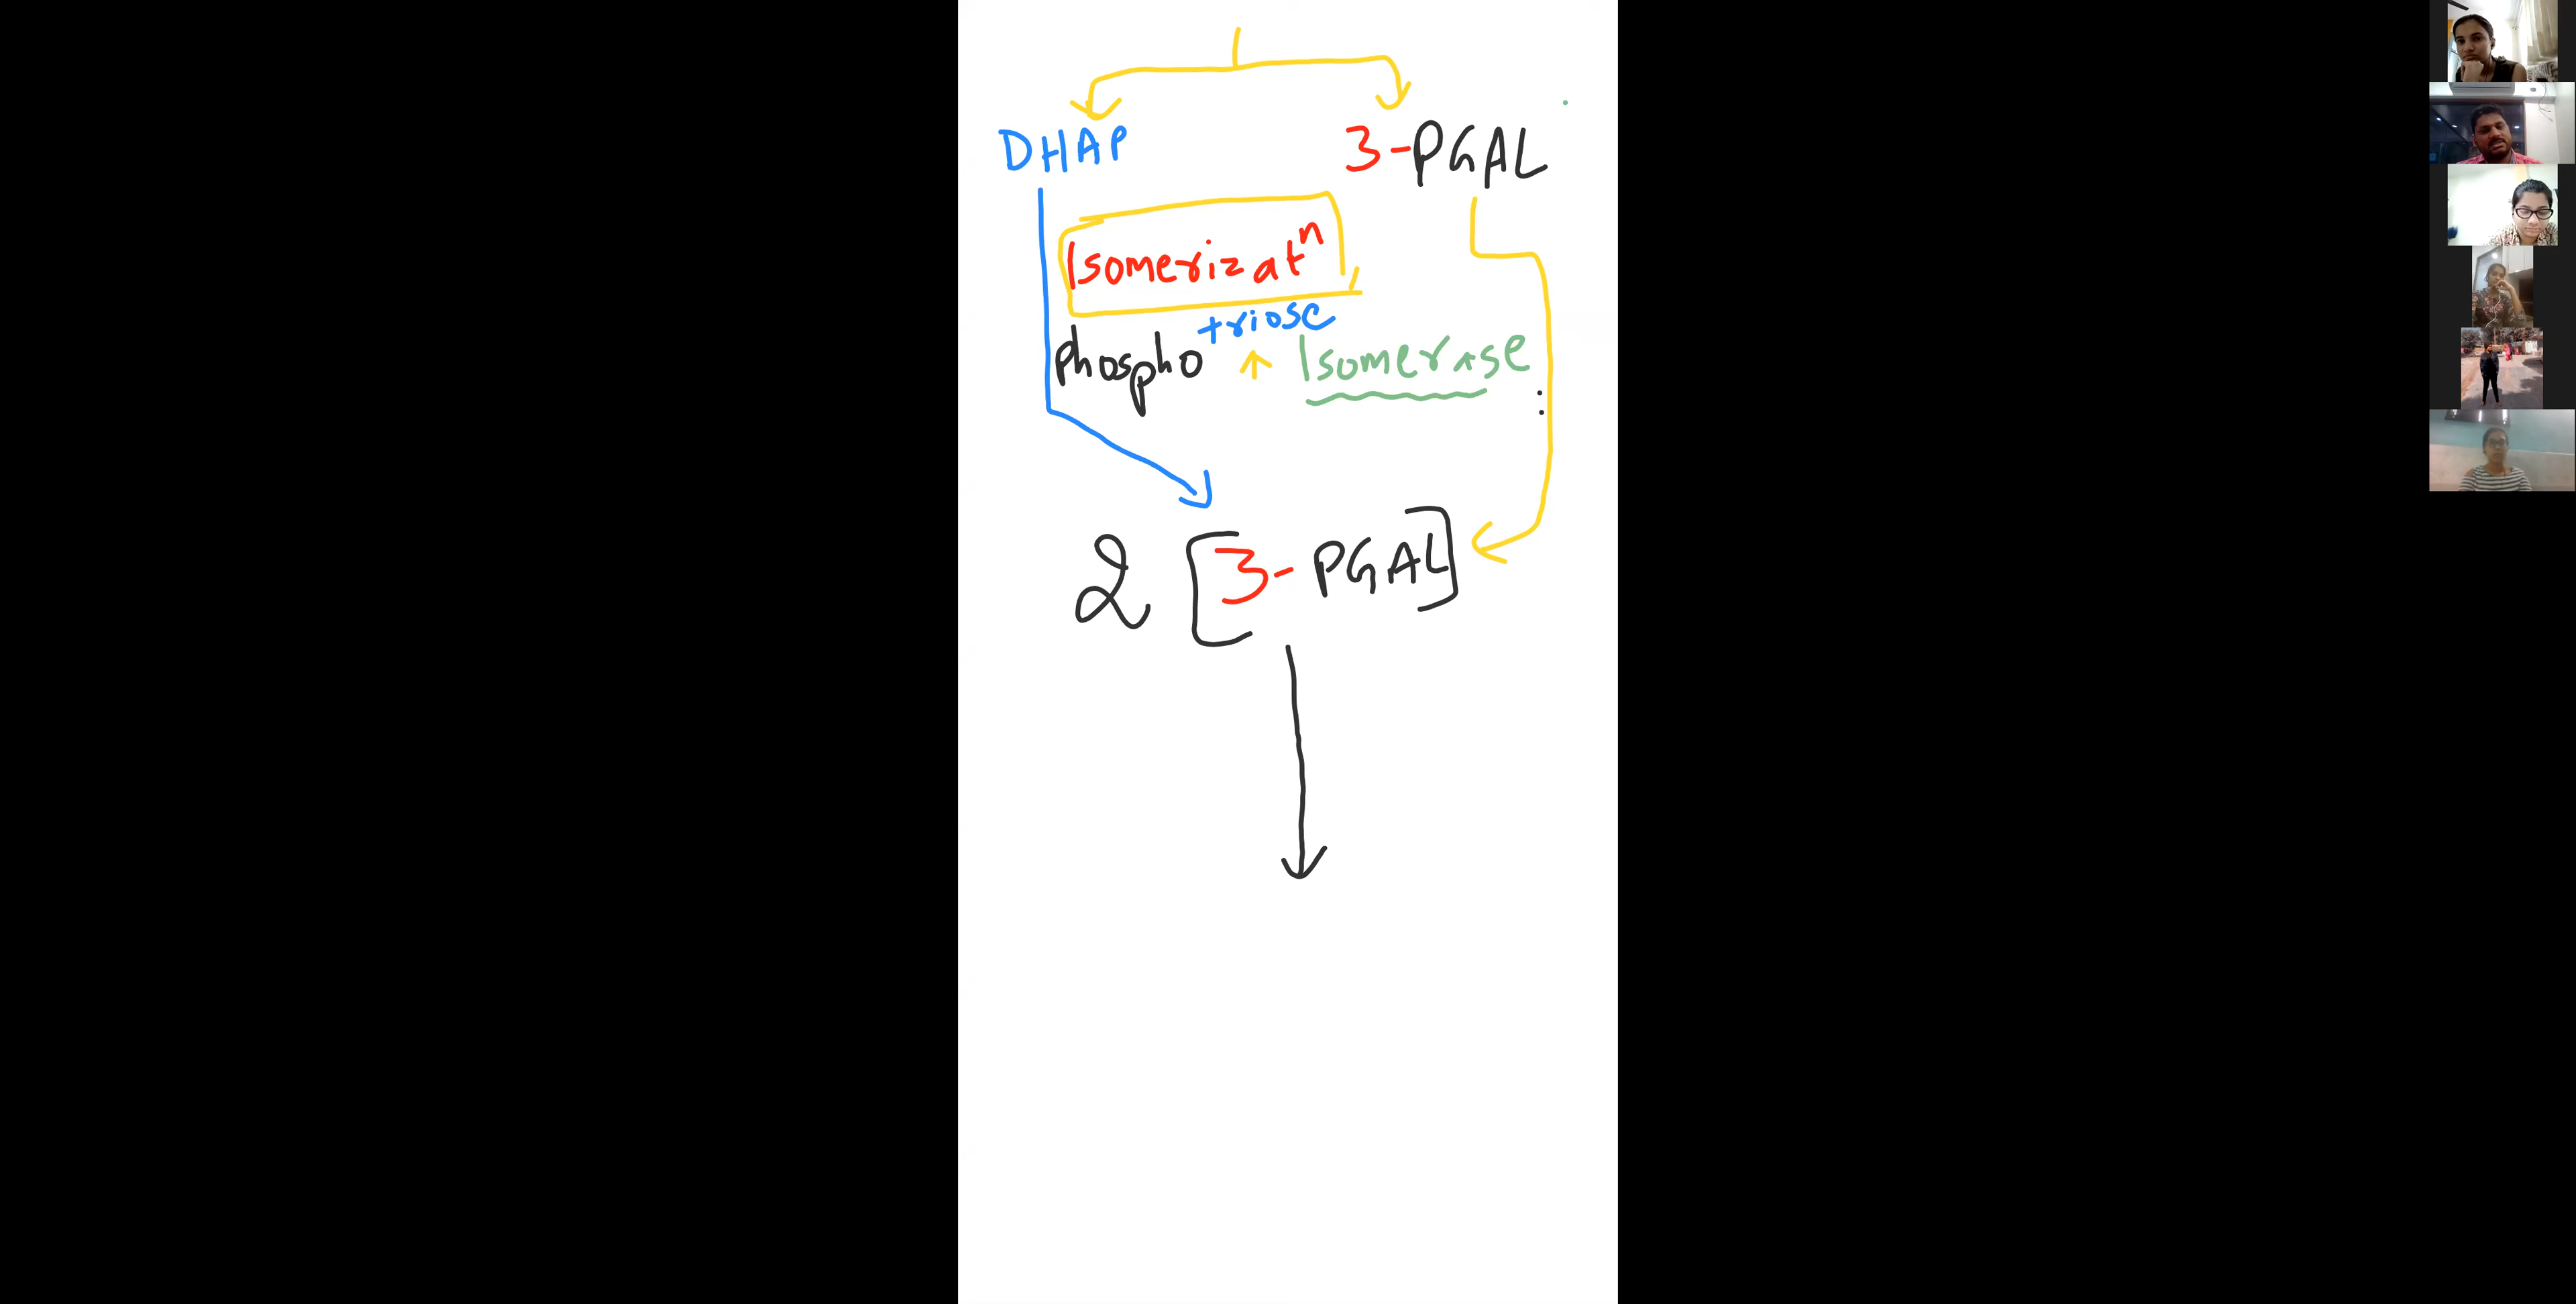 DHAP 3-PGAL
Isomerizatⁿ
triose
phospho Isomerase
2 [3-PGAL]